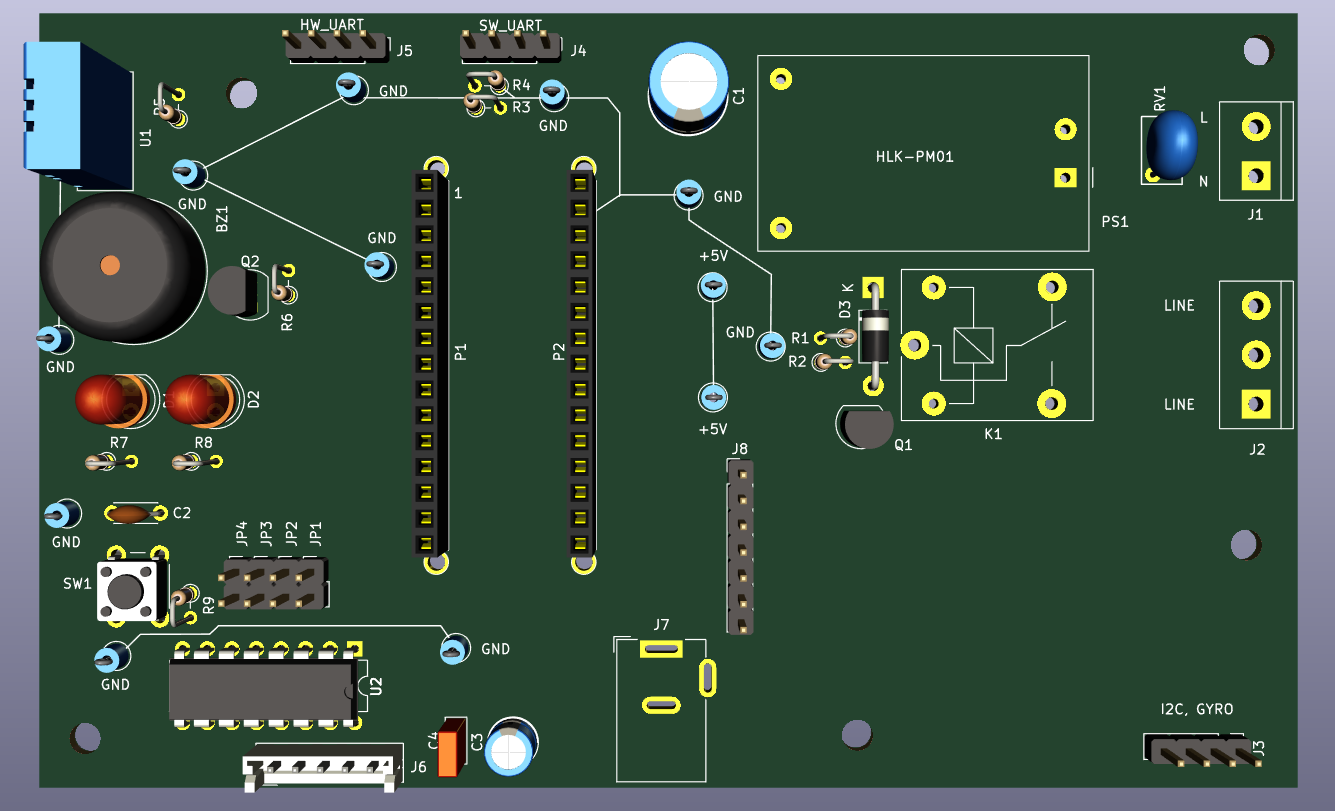 HW_UART
J5
SW_UART
J4
R4
R3
GND
GND
C1
R5
U1
GND
BZ1
GND
Q2
R6
GND
1
P1
P2
GND
+5V
+5V
GND
HLK-PM01
PS1
RV1
L
N
J1
K
D3
R1
R2
K1
Q1
LINE
LINE
J2
D2
R7
R8
C2
GND
SW1
R9
JP4
JP3
JP2
JP1
J8
GND
GND
U2
J7
J6
C4
C3
I2C, GYRO
J3